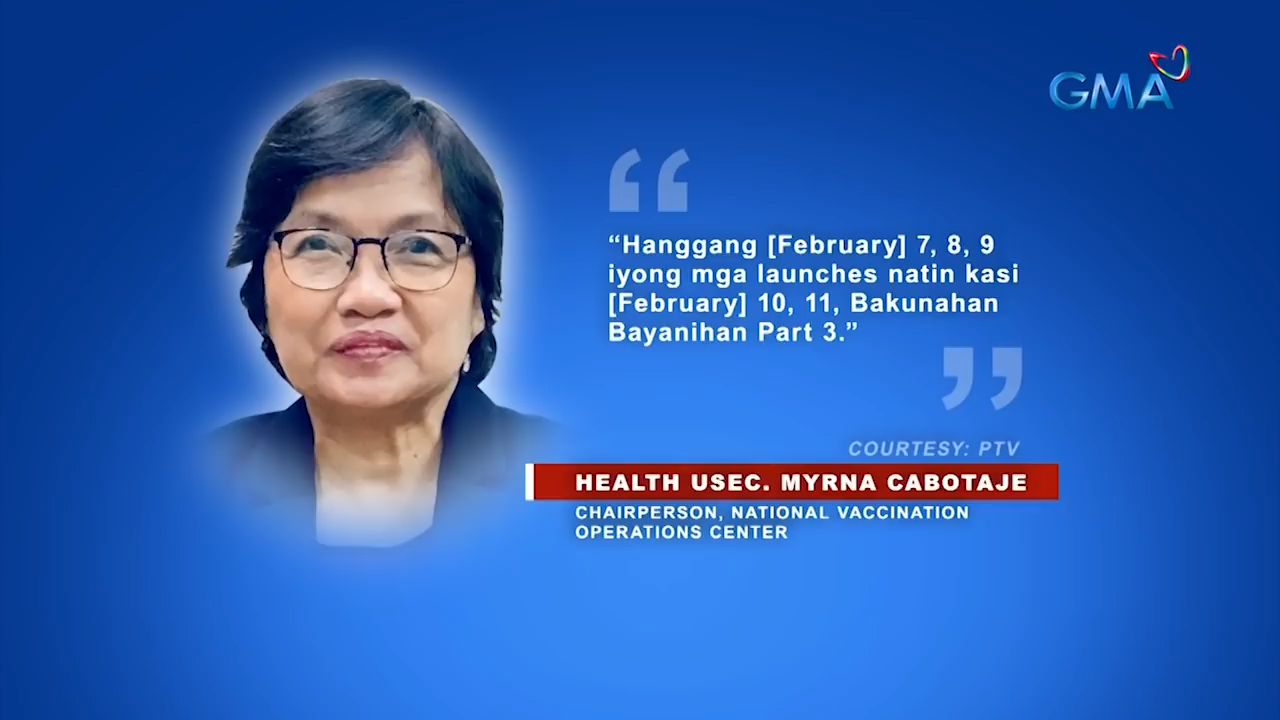 GMA
“Hanggang [February] 7, 8, 9
iyong mga launches natin kasi
[February] 10, 11, Bakunahan
Bayanihan Part 3.”
COURTESY: PTV
HEALTH USEC. MYRNA CABOTAJE
CHAIRPERSON, NATIONAL VACCINATION
OPERATIONS CENTER